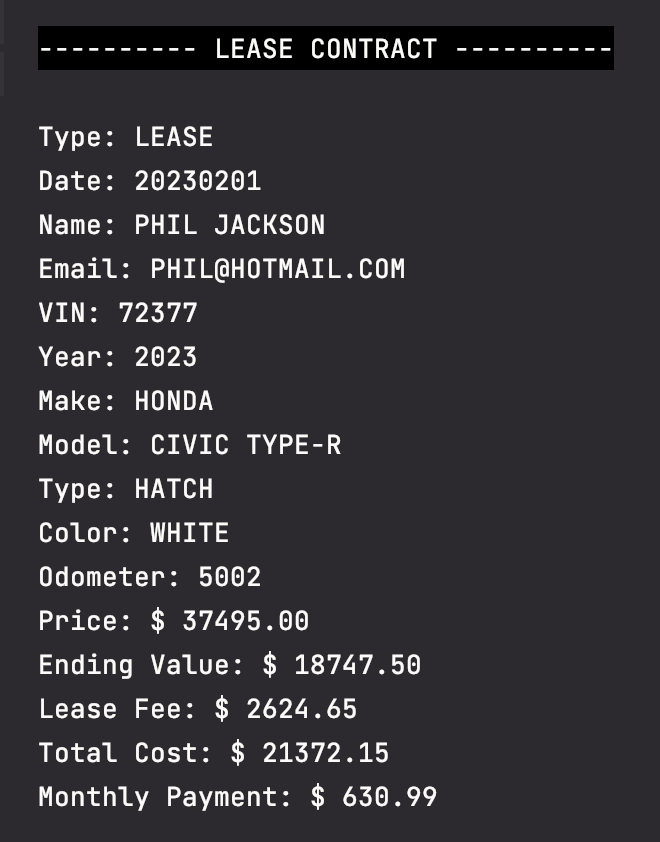 ---------- LEASE CONTRACT ----------
Type: LEASE
Date: 20230201
Name: PHIL JACKSON
Email: PHIL@HOTMAIL.COM
VIN: 72377
Year: 2023
Make: HONDA
Model: CIVIC TYPE-R
Type: HATCH
Color: WHITE
Odometer: 5002
Price: $ 37495.00
Ending Value: $ 18747.50
Lease Fee: $ 2624.65
Total Cost: $ 21372.15
Monthly Payment: $ 630.99